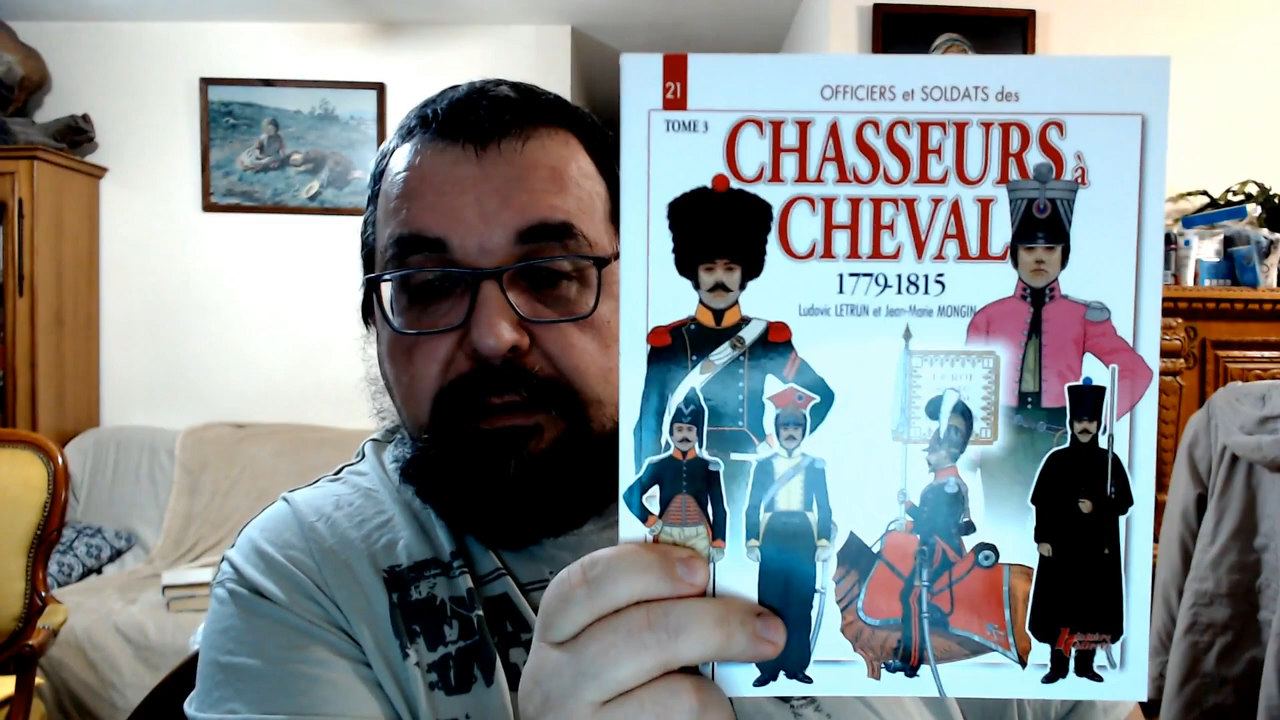 21
OFFICIERS et SOLDATS des
TOME 3
CHASSEURS à
CHEVAL
1779-1815
Ludovic LETRUN et Jean-Marie MONGIN